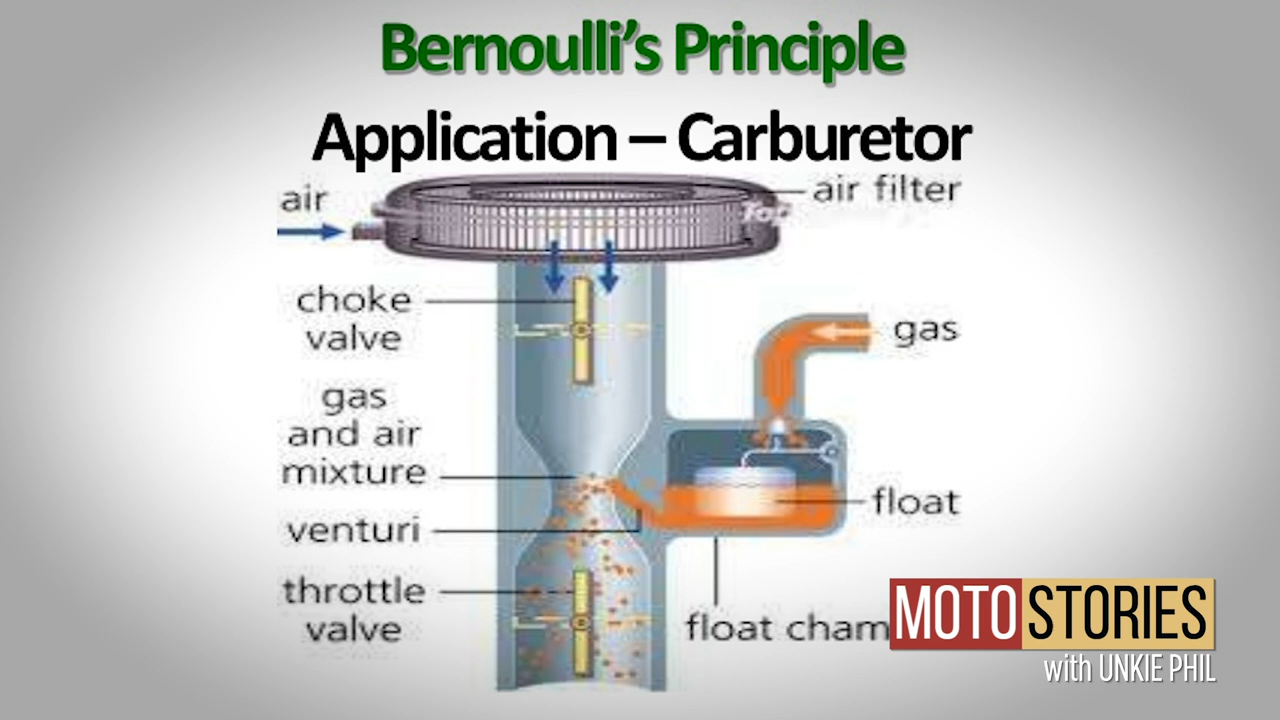 Bernoulli's Principle
Application – Carburetor
air
air filter
choke
valve
gas
gas
and air
mixture
float
venturi
throttle
valve
float cham
MOTO STORIES
with UNKIE PHIL